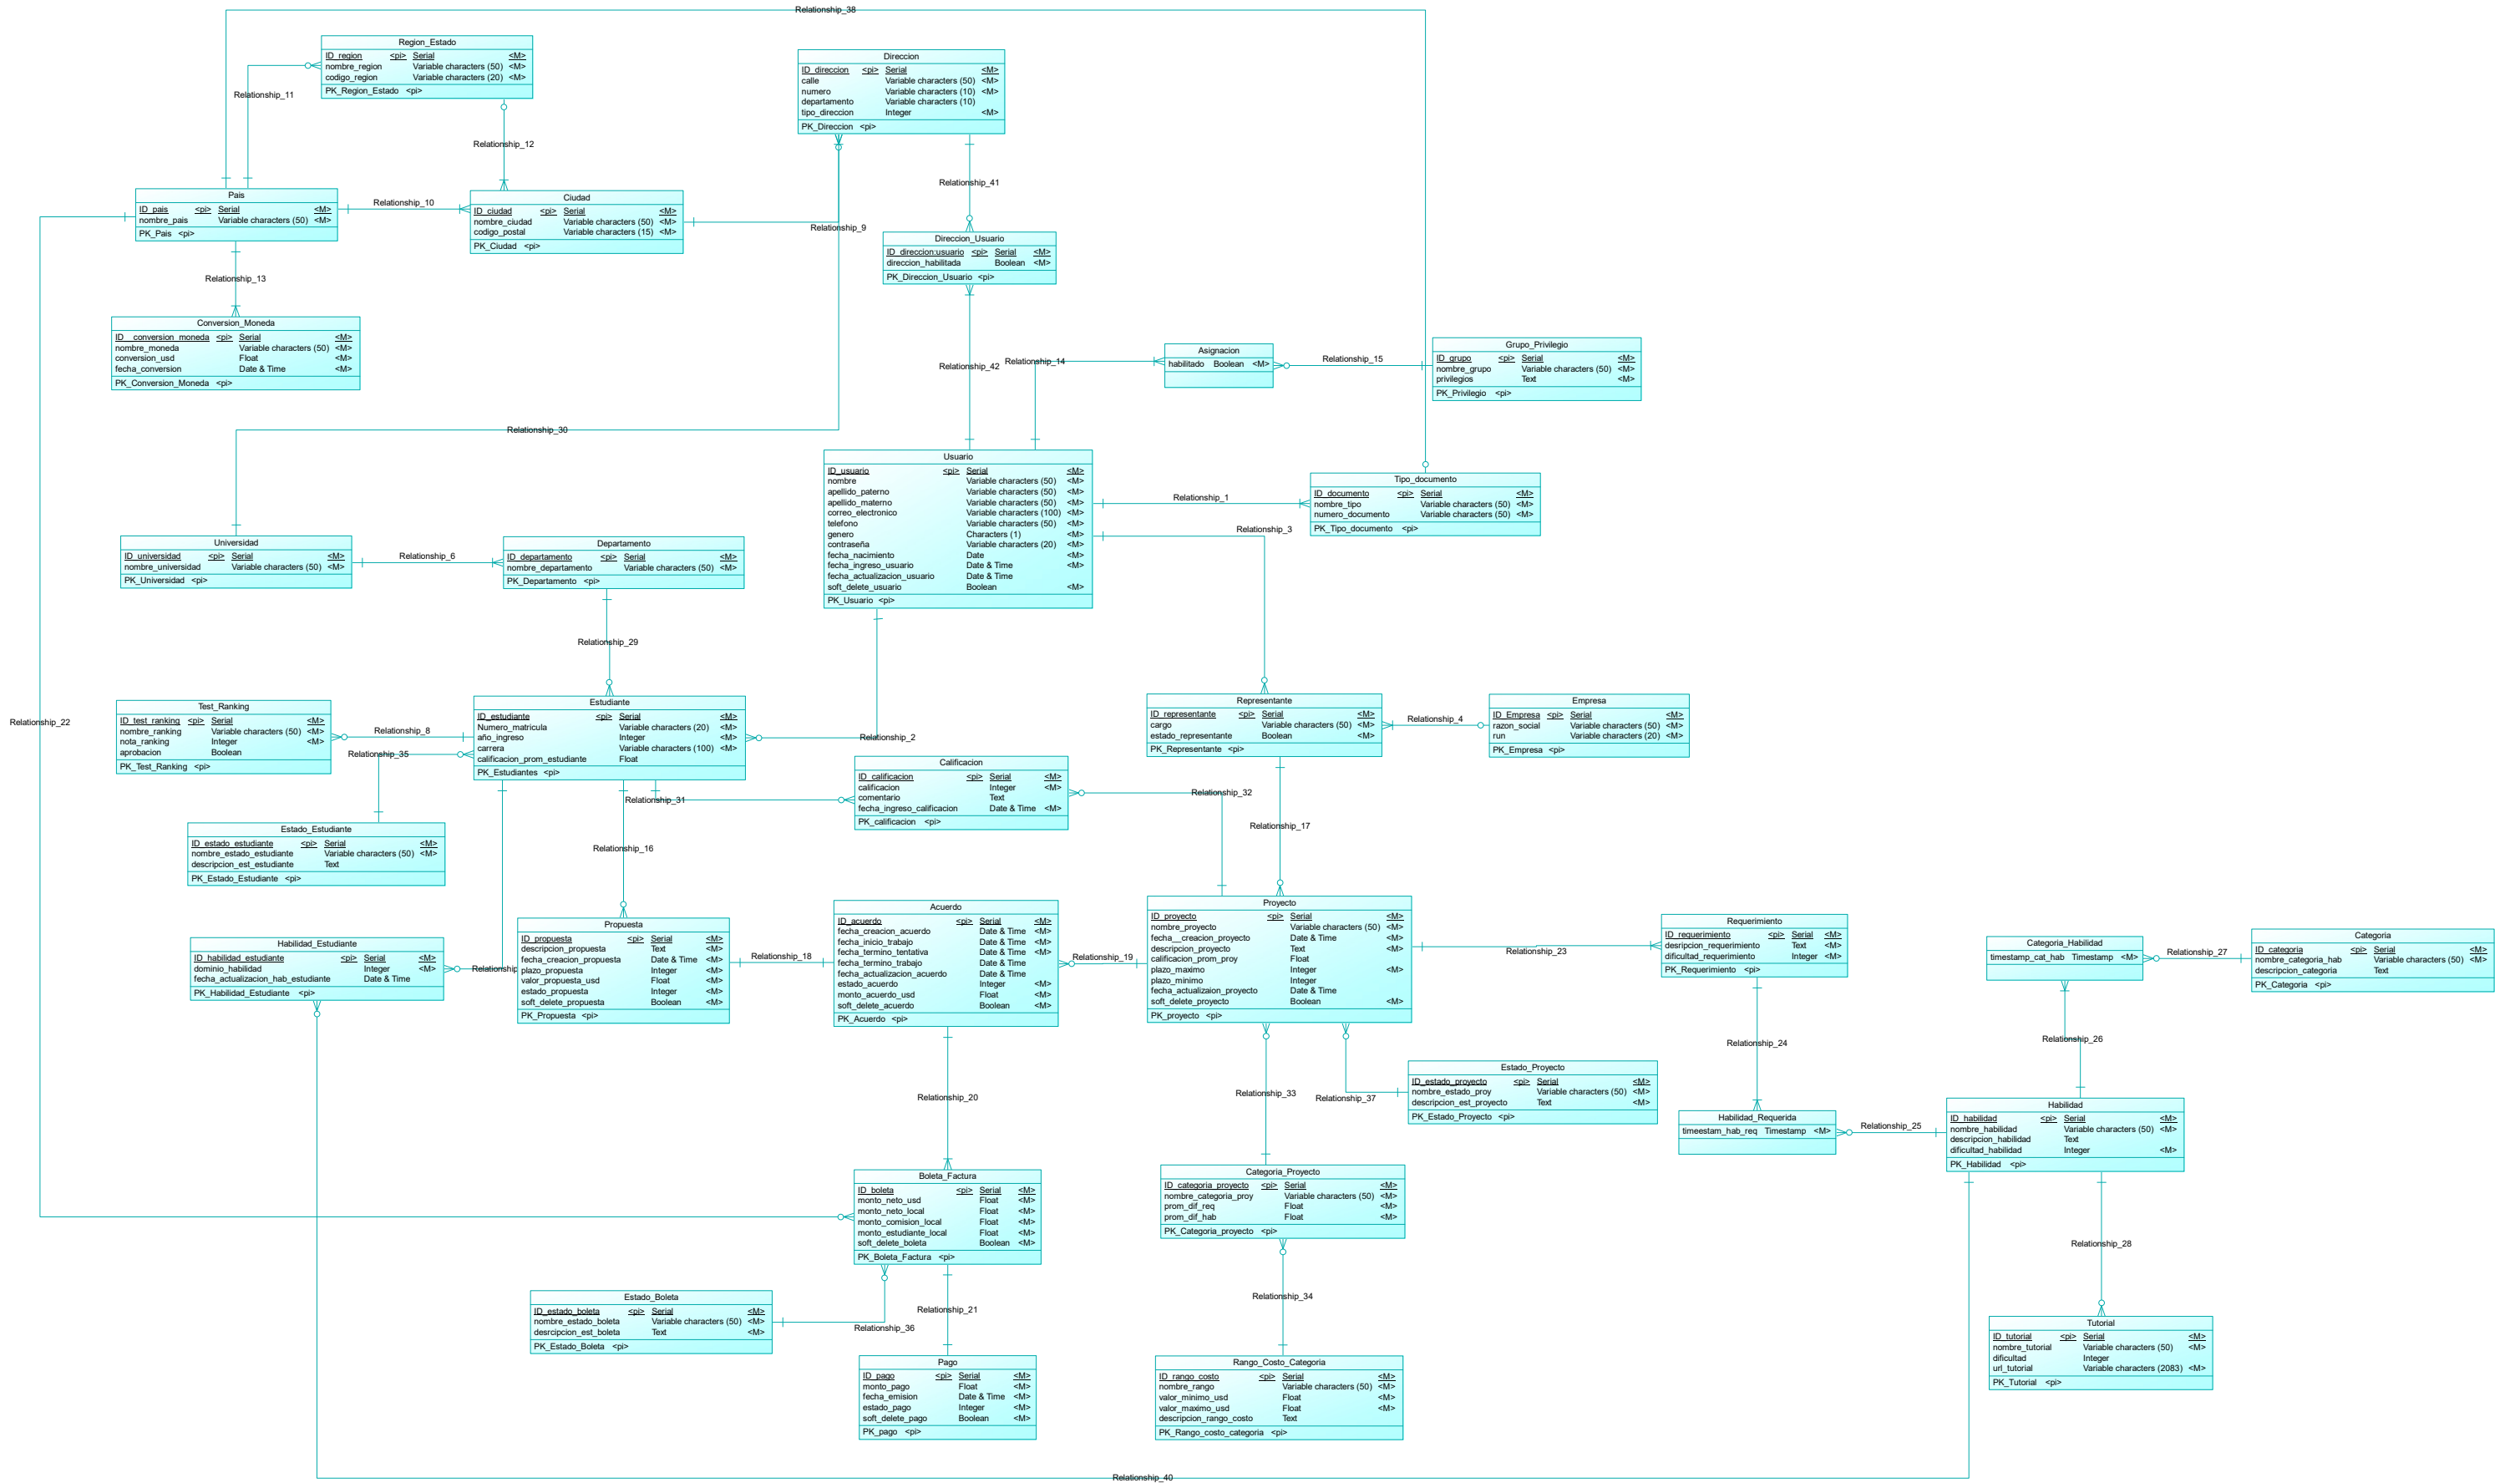 Relationship_38
Region_Estado
ID_region <pi> Serial <M>
nombre_region Variable characters (50) <M>
codigo_region Variable characters (20) <M>
PK_Region_Estado <pi>
Direccion
ID_direccion <pi> Serial <M>
calle Variable characters (50) <M>
numero Variable characters (10) <M>
departamento Variable characters (10)
tipo_direccion Integer <M>
PK_Direccion <pi>
Relationship_11
Relationship_12
Relationship_41
Pais
ID_pais <pi> Serial <M>
nombre_pais Variable characters (50) <M>
PK_Pais <pi>
Relationship_10
Ciudad
ID_ciudad <pi> Serial <M>
nombre_ciudad Variable characters (50) <M>
codigo_postal Variable characters (15) <M>
PK_Ciudad <pi>
Relationship_9
Direccion_Usuario
ID_direccion:usuario <pi> Serial <M>
direccion_habilitada Boolean <M>
PK_Direccion_Usuario <pi>
Relationship_13
Conversion_Moneda
ID__conversion_moneda <pi> Serial <M>
nombre_moneda Variable characters (50) <M>
conversion_usd Float <M>
fecha_conversion Date & Time <M>
PK_Conversion_Moneda <pi>
Relationship_42
Relationship_14
Asignacion
habilitado Boolean <M>
Relationship_15
Grupo_Privilegio
ID_grupo <pi> Serial <M>
nombre_grupo Variable characters (50) <M>
privilegios Text <M>
PK_Privilegio <pi>
Relationship_30
Usuario
ID_usuario <pi> Serial <M>
nombre Variable characters (50) <M>
apellido_paterno Variable characters (50) <M>
apellido_materno Variable characters (50) <M>
correo_electronico Variable characters (100) <M>
telefono Variable characters (50) <M>
genero Characters (1) <M>
contraseña Variable characters (20) <M>
fecha_nacimiento Date <M>
fecha_ingreso_usuario Date & Time <M>
fecha_actualizacion_usuario Date & Time
soft_delete_usuario Boolean <M>
PK_Usuario <pi>
Relationship_1
Tipo_documento
ID_documento <pi> Serial <M>
nombre_tipo Variable characters (50) <M>
numero_documento Variable characters (50) <M>
PK_Tipo_documento <pi>
Relationship_3
Universidad
ID_universidad <pi> Serial <M>
nombre_universidad Variable characters (50) <M>
PK_Universidad <pi>
Relationship_6
Departamento
ID_departamento <pi> Serial <M>
nombre_departamento Variable characters (50) <M>
PK_Departamento <pi>
Relationship_29
Relationship_22
Test_Ranking
ID_test_ranking <pi> Serial <M>
nombre_ranking Variable characters (50) <M>
nota_ranking Integer <M>
aprobacion Boolean
PK_Test_Ranking <pi>
Relationship_8
Relationship_35
Estudiante
ID_estudiante <pi> Serial <M>
Numero_matricula Variable characters (20) <M>
año_ingreso Integer <M>
carrera Variable characters (100) <M>
calificacion_prom_estudiante Float
PK_Estudiantes <pi>
Relationship_2
Representante
ID_representante <pi> Serial <M>
cargo Variable characters (50) <M>
estado_representante Boolean <M>
PK_Representante <pi>
Relationship_4
Empresa
ID_Empresa <pi> Serial <M>
razon_social Variable characters (50) <M>
run Variable characters (20) <M>
PK_Empresa <pi>
Calificacion
ID_calificacion <pi> Serial <M>
calificacion Integer <M>
comentario Text
fecha_ingreso_calificacion Date & Time <M>
PK_calificacion <pi>
Relationship_31
Relationship_32
Relationship_17
Estado_Estudiante
ID_estado_estudiante <pi> Serial <M>
nombre_estado_estudiante Variable characters (50) <M>
descripcion_est_estudiante Text
PK_Estado_Estudiante <pi>
Relationship_16
Habilidad_Estudiante
ID_habilidad_estudiante <pi> Serial <M>
dominio_habilidad Integer <M>
fecha_actualizacion_hab_estudiante Date & Time
PK_Habilidad_Estudiante <pi>
Relationship
Propuesta
ID_propuesta <pi> Serial <M>
descripcion_propuesta Text <M>
fecha_creacion_propuesta Date & Time <M>
plazo_propuesta Integer <M>
valor_propuesta_usd Float <M>
estado_propuesta Integer <M>
soft_delete_propuesta Boolean <M>
PK_Propuesta <pi>
Relationship_18
Acuerdo
ID_acuerdo <pi> Serial <M>
fecha_creacion_acuerdo Date & Time <M>
fecha_inicio_trabajo Date & Time <M>
fecha_termino_tentativa Date & Time <M>
fecha_termino_trabajo Date & Time
fecha_actualizacion_acuerdo Date & Time
estado_acuerdo Integer <M>
monto_acuerdo_usd Float <M>
soft_delete_acuerdo Boolean <M>
PK_Acuerdo <pi>
Relationship_19
Proyecto
ID_proyecto <pi> Serial <M>
nombre_proyecto Variable characters (50) <M>
fecha__creacion_proyecto Date & Time <M>
descripcion_proyecto Text <M>
calificacion_prom_proy Float
plazo_maximo Integer <M>
plazo_minimo Integer
fecha_actualizaion_proyecto Date & Time
soft_delete_proyecto Boolean <M>
PK_proyecto <pi>
Relationship_23
Requerimiento
ID_requerimiento <pi> Serial <M>
desripcion_requerimiento Text <M>
dificultad_requerimiento Integer <M>
PK_Requerimiento <pi>
Categoria_Habilidad
timestamp_cat_hab Timestamp <M>
Relationship_27
Categoria
ID_categoria <pi> Serial <M>
nombre_categoria_hab Variable characters (50) <M>
descripcion_categoria Text
PK_Categoria <pi>
Relationship_24
Relationship_26
Relationship_20
Relationship_33
Relationship_37
Estado_Proyecto
ID_estado_proyecto <pi> Serial <M>
nombre_estado_proy Variable characters (50) <M>
descripcion_est_proyecto Text <M>
PK_Estado_Proyecto <pi>
Habilidad_Requerida
timeestam_hab_req Timestamp <M>
Relationship_25
Habilidad
ID_habilidad <pi> Serial <M>
nombre_habilidad Variable characters (50) <M>
descripcion_habilidad Text
dificultad_habilidad Integer <M>
PK_Habilidad <pi>
Boleta_Factura
ID_boleta <pi> Serial <M>
monto_neto_usd Float <M>
monto_neto_local Float <M>
monto_comision_local Float <M>
monto_estudiante_local Float <M>
soft_delete_boleta Boolean <M>
PK_Boleta_Factura <pi>
Categoria_Proyecto
ID_categoria_proyecto <pi> Serial <M>
nombre_categoria_proy Variable characters (50) <M>
prom_dif_req Float <M>
prom_dif_hab Float <M>
PK_Categoria_proyecto <pi>
Relationship_28
Estado_Boleta
ID_estado_boleta <pi> Serial <M>
nombre_estado_boleta Variable characters (50) <M>
desrcipcion_est_boleta Text <M>
PK_Estado_Boleta <pi>
Relationship_36
Relationship_21
Relationship_34
Tutorial
ID_tutorial <pi> Serial <M>
nombre_tutorial Variable characters (50) <M>
dificultad Integer
url_tutorial Variable characters (2083) <M>
PK_Tutorial <pi>
Pago
ID_pago <pi> Serial <M>
monto_pago Float <M>
fecha_emision Date & Time <M>
estado_pago Integer <M>
soft_delete_pago Boolean <M>
PK_pago <pi>
Rango_Costo_Categoria
ID_rango_costo <pi> Serial <M>
nombre_rango Variable characters (50) <M>
valor_minimo_usd Float <M>
valor_maximo_usd Float <M>
descripcion_rango_costo Text
PK_Rango_costo_categoria <pi>
Relationship_40